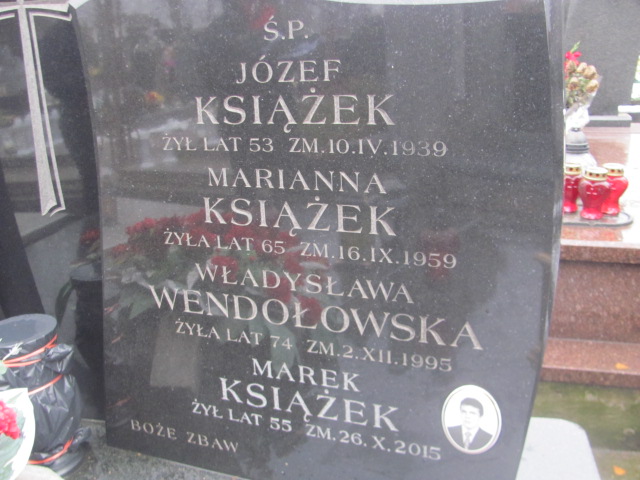 Ś.P.
JÓZEF
KSIĄŻEK
ŻYŁ LAT 53 ZM.10.IV.1939
MARIANNA
KSIĄŻEK
ŻYŁA LAT 65 ZM.16.IX.1959
WŁADYSŁAWA
WENDOŁOWSKA
ŻYŁA LAT 74 ZM.2.XII.1995
MAREK
KSIĄŻEK
ŻYŁ LAT 55 ZM.26.X.2015
BOŻE ZBAW